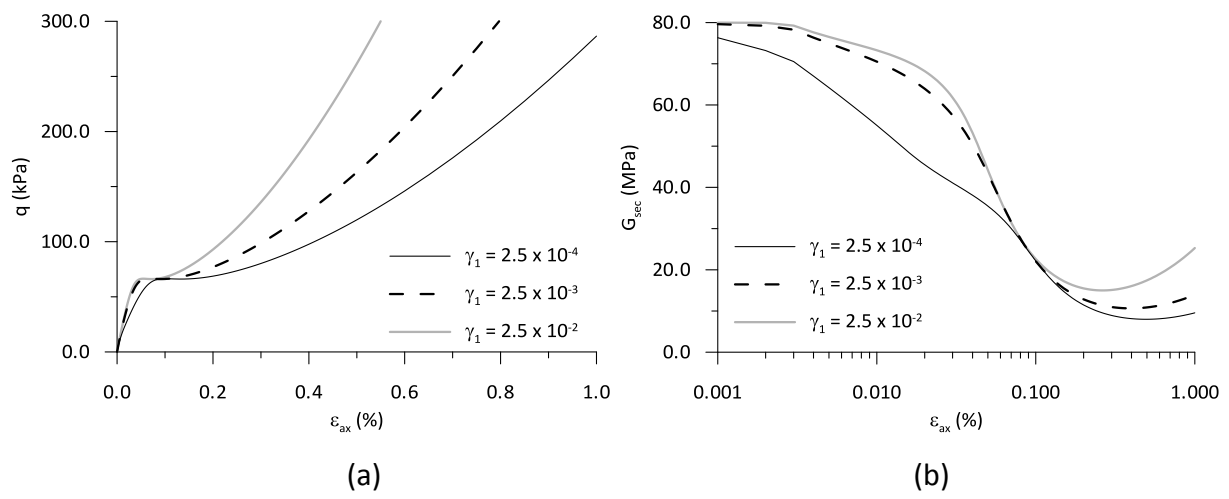 300.0
200.0
100.0
0.0
q (kPa)
0.0 0.2 0.4 0.6 0.8 1.0
εax (%)
γ1 = 2.5 x 10-4
γ1 = 2.5 x 10-3
γ1 = 2.5 x 10-2
(a)
80.0
60.0
40.0
20.0
0.0
Gsec (MPa)
0.001 0.010 0.100 1.000
εax (%)
γ1 = 2.5 x 10-4
γ1 = 2.5 x 10-3
γ1 = 2.5 x 10-2
(b)